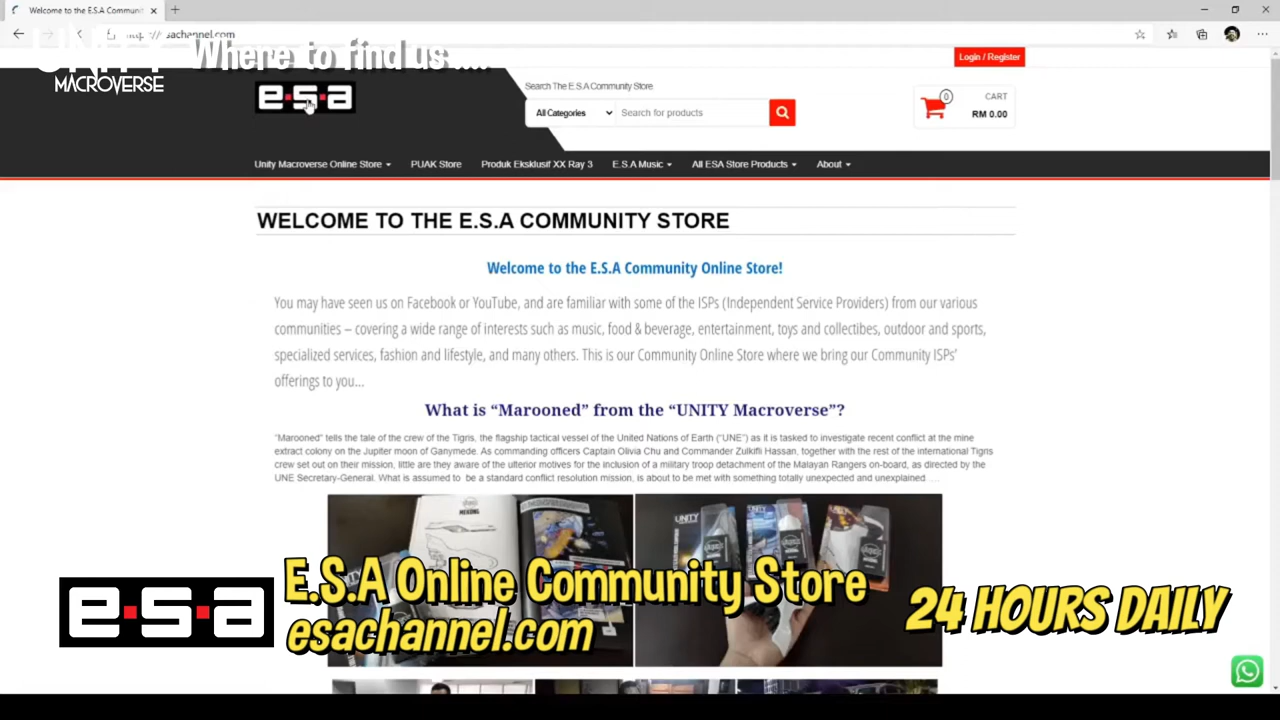 Welcome to the E.S.A Communit
sachannel.com
UNITY
MACROVERSE
Where to find us ....
Login / Register
e·s·a
Search The E.S.A Community Store
All Categories
Search for products
0
CART
RM 0.00
Unity Macroverse Online Store
PUAK Store
Produk Eksklusif XX Ray 3
E.S.A Music
All ESA Store Products
About
WELCOME TO THE E.S.A COMMUNITY STORE
Welcome to the E.S.A Community Online Store!
You may have seen us on Facebook or YouTube, and are familiar with some of the ISPs (Independent Service Providers) from our various
communities – covering a wide range of interests such as music, food & beverage, entertainment, toys and collectibles, outdoor and sports,
specialized services, fashion and lifestyle, and many others. This is our Community Online Store where we bring our Community ISPs'
offerings to you...
What is “Marooned” from the “UNITY Macroverse”?
"Marooned" tells the tale of the crew of the Tigris, the flagship tactical vessel of the United Nations of Earth ("UNE") as it is tasked to investigate recent conflict at the mine
extract colony on the Jupiter moon of Ganymede. As commanding officers Captain Olivia Chu and Commander Zulkifli Hassan, together with the rest of the international Tigris
crew set out on their mission, little are they aware of the ulterior motives for the inclusion of a military troop detachment of the Malayan Rangers on-board, as directed by the
UNE Secretary-General. What is assumed to be a standard conflict resolution mission, is about to be met with something totally unexpected and unexplained ...
MEKONG
UNITY
e·s·a
E.S.A Online Community Store
esachannel.com
24 HOURS DAILY